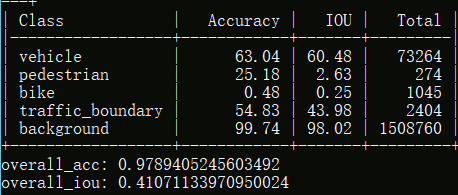 ---+
| Class | Accuracy | IOU | Total
|------------------+----------+-------+---------
| vehicle | 63.04 | 60.48 | 73264
| pedestrian | 25.18 | 2.63 | 274
| bike | 0.48 | 0.25 | 1045
| traffic_boundary | 54.83 | 43.98 | 2404
| background | 99.74 | 98.02 | 1508760
+------------------+----------+-------+---------
overall_acc: 0.9789405245603492
overall_iou: 0.41071133970950024